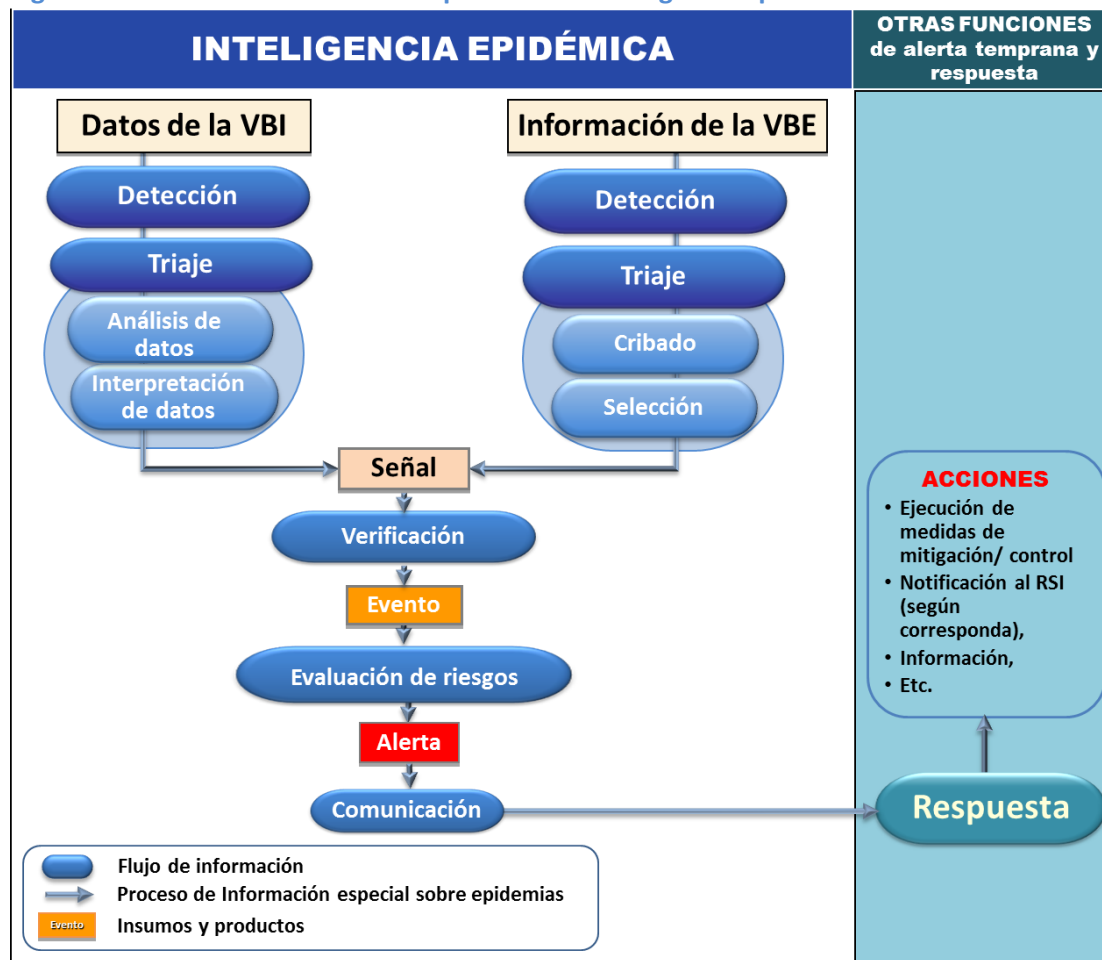 INTELIGENCIA EPIDÉMICA
OTRAS FUNCIONES
de alerta temprana y
respuesta
Datos de la VBI
Detección
Triaje
Análisis de
datos
Interpretación
de datos
Información de la VBE
Detección
Triaje
Cribado
Selección
Señal
Verificación
Evento
Evaluación de riesgos
Alerta
Comunicación
Respuesta
ACCIONES
• Ejecución de
medidas de
mitigación/ control
• Notificación al RSI
(según
corresponda),
• Información,
• Etc.
Flujo de información
Proceso de Información especial sobre epidemias
Evento
Insumos y productos